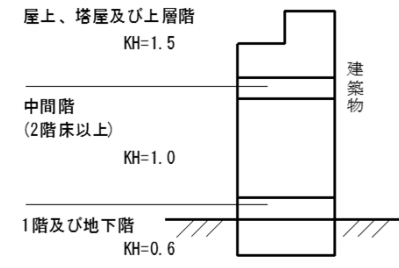 屋上、塔屋及び上層階
KH=1.5
建築物
中間階
(2階床以上)
KH=1.0
1階及び地下階
KH=0.6